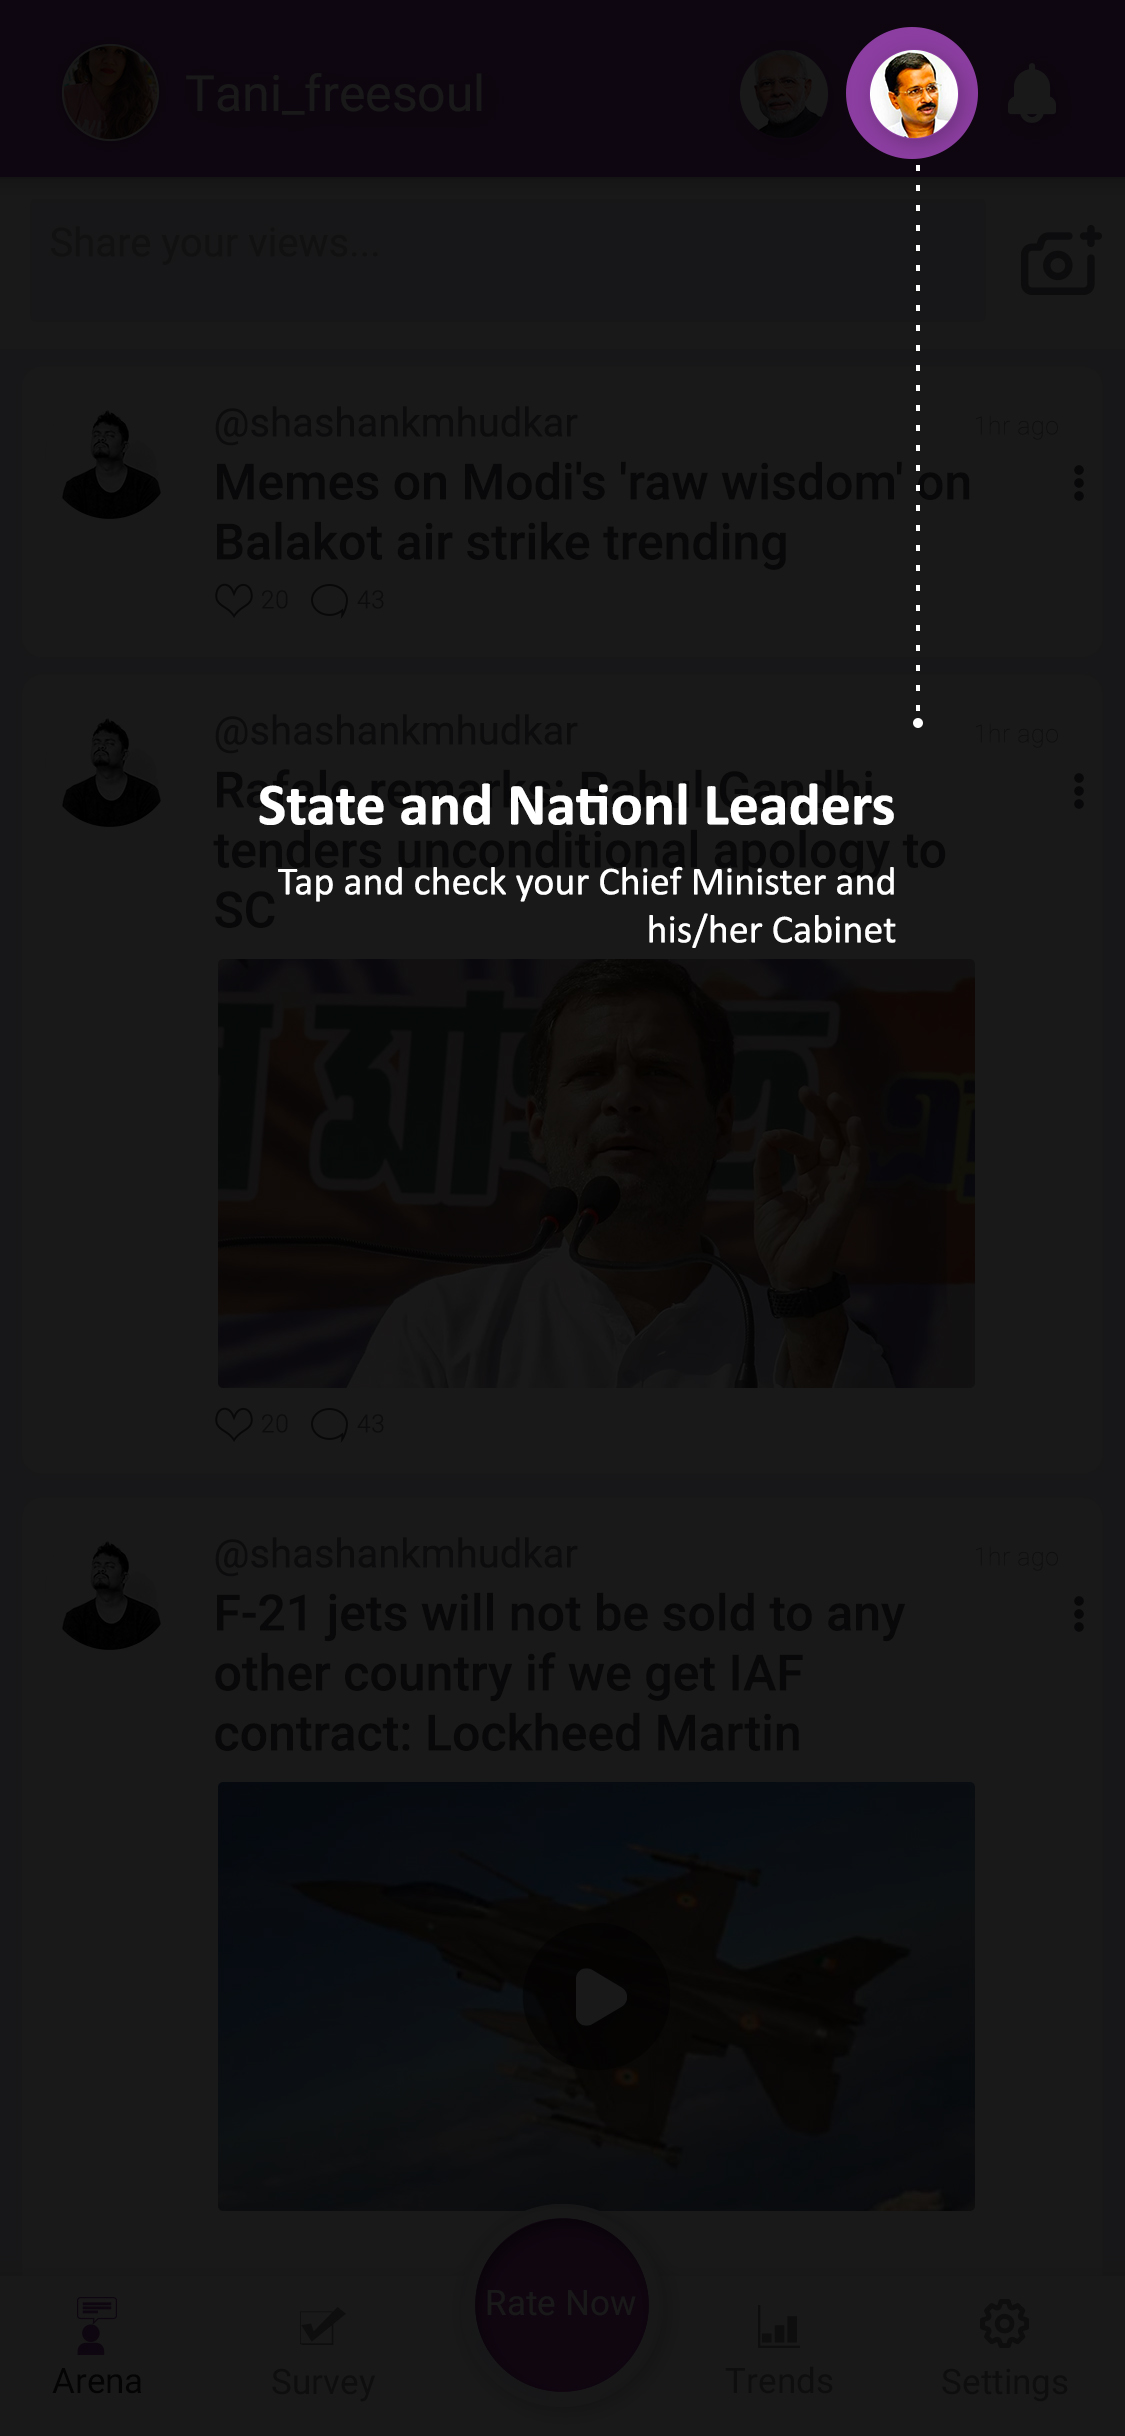 Tani_freesoul
Share your views...
@shashankmhudkar
1hr ago
Memes on Modi's 'raw wisdom' on
Balakot air strike trending
20 43
@shashankmhudkar
1hr ago
Rafale remarks: Rahul Gandhi
tenders unconditional apology to
SC
State and Nationl Leaders
Tap and check your Chief Minister and
his/her Cabinet
20 43
@shashankmhudkar
1hr ago
F-21 jets will not be sold to any
other country if we get IAF
contract: Lockheed Martin
Rate Now
Arena
Survey
Trends
Settings